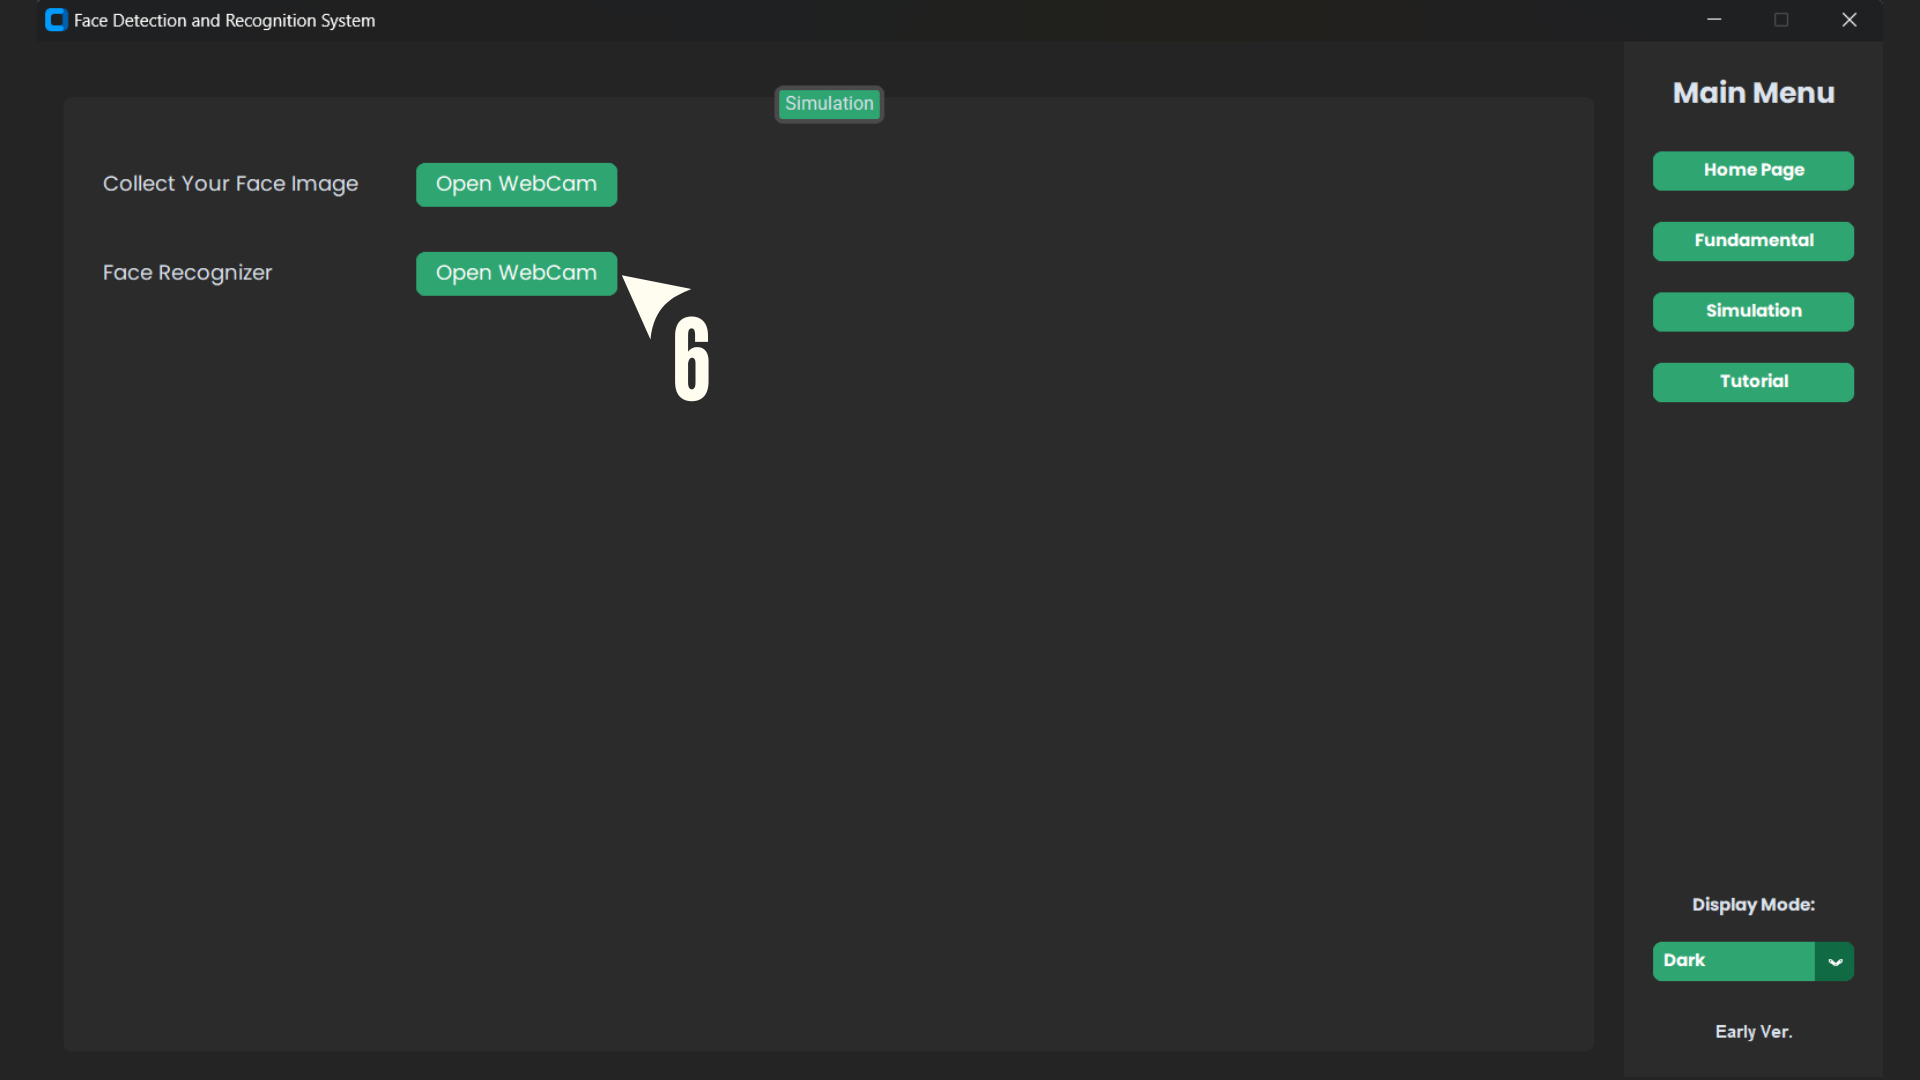 Face Detection and Recognition System
Simulation
Collect Your Face Image
Open WebCam
Face Recognizer
Open WebCam
6
Main Menu
Home Page
Fundamental
Simulation
Tutorial
Display Mode:
Dark
Early Ver.